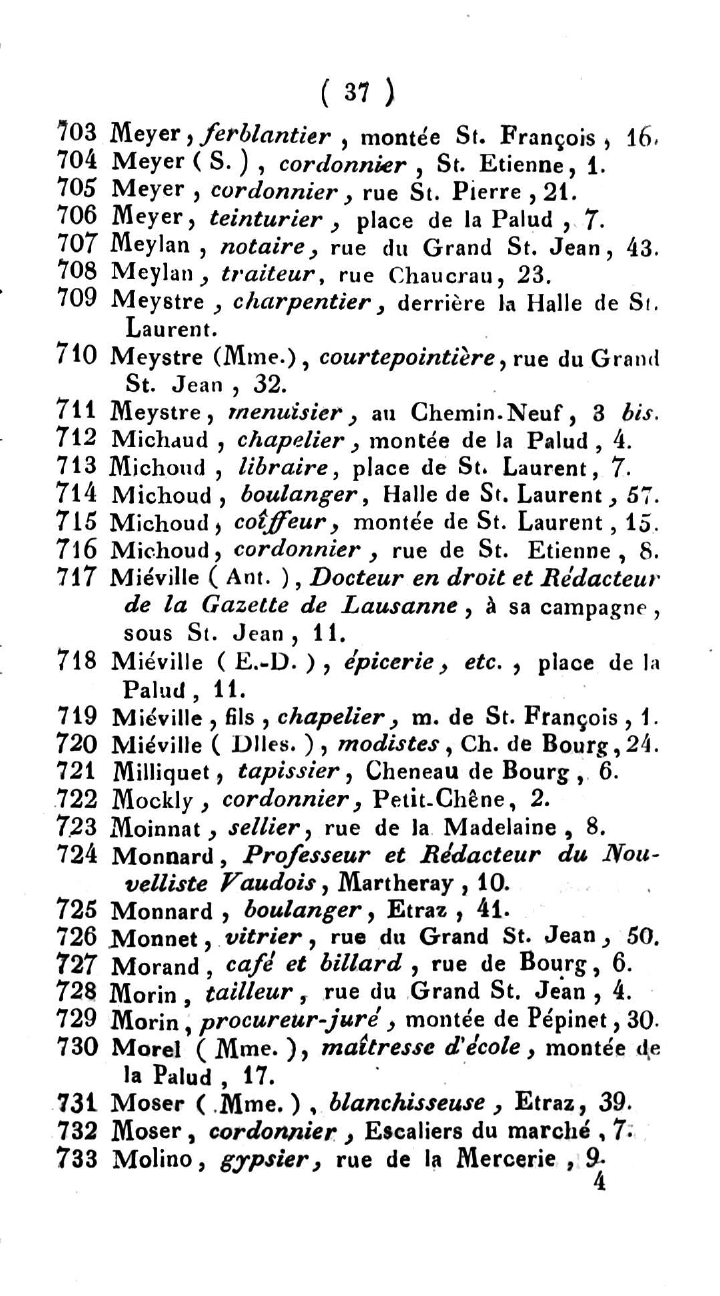 ( 37 )
703 Meyer, ferblantier, montée St. François, 16.
704 Meyer ( S. ), cordonnier, St. Etienne, 1.
705 Meyer, cordonnier, rue St. Pierre, 21.
706 Meyer, teinturier, place de la Palud, 7.
707 Meylan, notaire, rue du Grand St. Jean, 43.
708 Meylan, traiteur, rue Chaucrau, 23.
709 Meystre, charpentier, derrière la Halle de St.
Laurent.
710 Meystre (Mme.), courtepointière, rue du Grand
St. Jean, 32.
711 Meystre, menuisier, au Chemin-Neuf, 3 bis.
712 Michaud, chapelier, montée de la Palud, 4.
713 Michoud, libraire, place de St. Laurent, 7.
714 Michoud, boulanger, Halle de St. Laurent, 57.
715 Michoud, coîffeur, montée de St. Laurent, 15.
716 Michoud, cordonnier, rue de St. Etienne, 8.
717 Miéville ( Ant. ), Docteur en droit et Rédacteur
de la Gazette de Lausanne, à sa campagne,
sous St. Jean, 11.
718 Miéville ( E.-D. ), épicerie, etc., place de la
Palud, 11.
719 Miéville, fils, chapelier, m. de St. François, 1.
720 Miéville ( Dlles. ), modistes, Ch. de Bourg, 24.
721 Milliquet, tapissier, Cheneau de Bourg, 6.
722 Mockly, cordonnier, Petit-Chêne, 2.
723 Moinnat, sellier, rue de la Madelaine, 8.
724 Monnard, Professeur et Rédacteur du Nou-
velliste Vaudois, Martheray, 10.
725 Monnard, boulanger, Etraz, 41.
726 Monnet, vitrier, rue du Grand St. Jean, 50.
727 Morand, café et billard, rue de Bourg, 6.
728 Morin, tailleur, rue du Grand St. Jean, 4.
729 Morin, procureur-juré, montée de Pépinet, 30.
730 Morel ( Mme. ), maîtresse d'école, montée de
la Palud, 17.
731 Moser ( Mme. ), blanchisseuse, Etraz, 39.
732 Moser, cordonnier, Escaliers du marché, 7.
733 Molino, gypsier, rue de la Mercerie, 9.
4